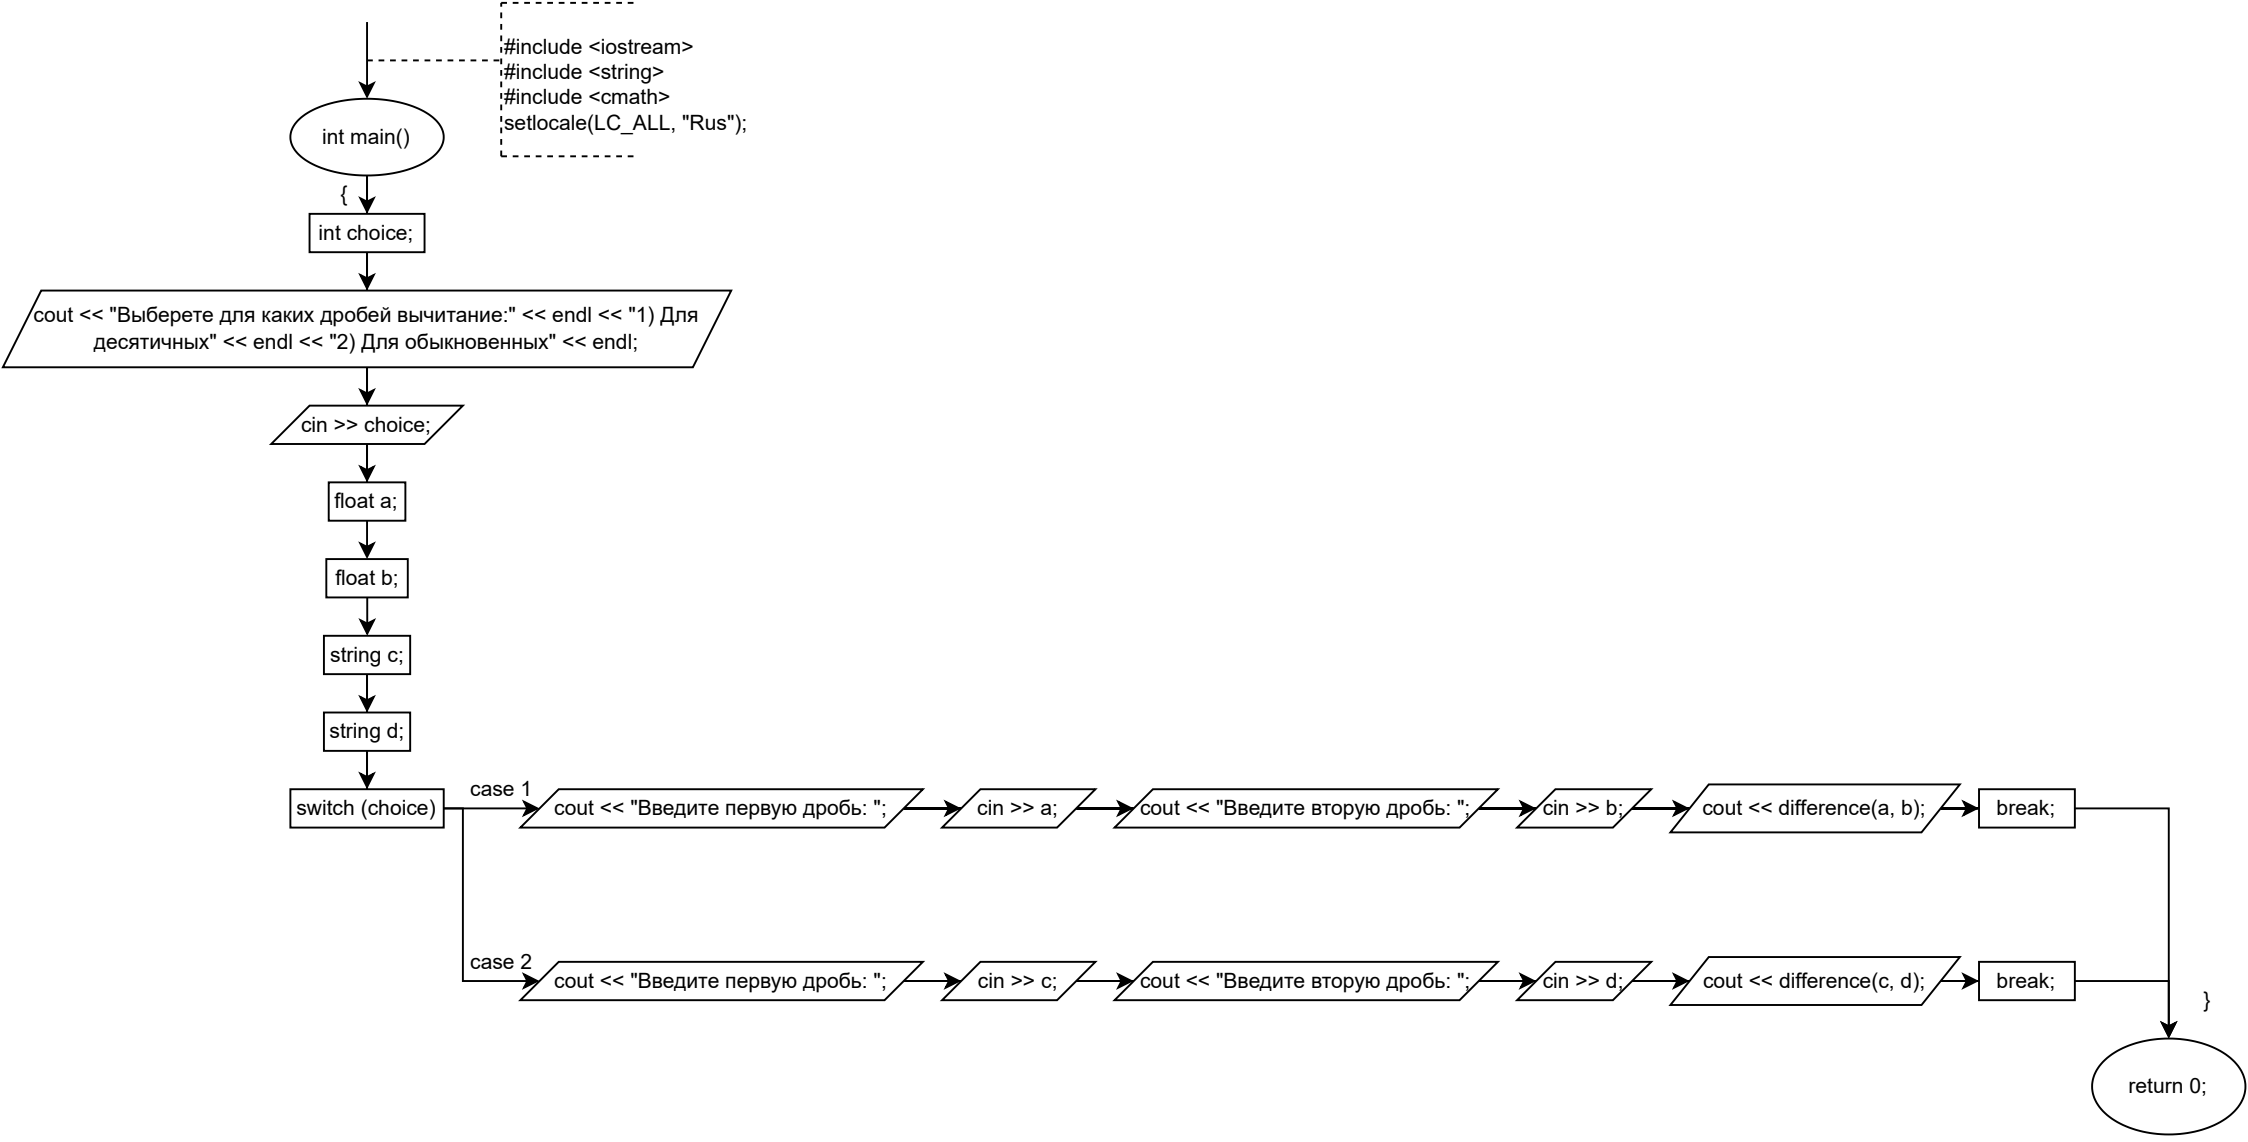 #include <iostream>
#include <string>
#include <cmath>
setlocale(LC_ALL, "Rus");
int main()
{
int choice;
cout << "Выберете для каких дробей вычитание:" << endl << "1) Для
десятичных" << endl << "2) Для обыкновенных" << endl;
cin >> choice;
float a;
float b;
string c;
string d;
switch (choice)
case 1
cout << "Введите первую дробь: ";
cin >> a;
cout << "Введите вторую дробь: ";
cin >> b;
cout << difference(a, b);
break;
case 2
cout << "Введите первую дробь: ";
cin >> c;
cout << "Введите вторую дробь: ";
cin >> d;
cout << difference(c, d);
break;
}
return 0;